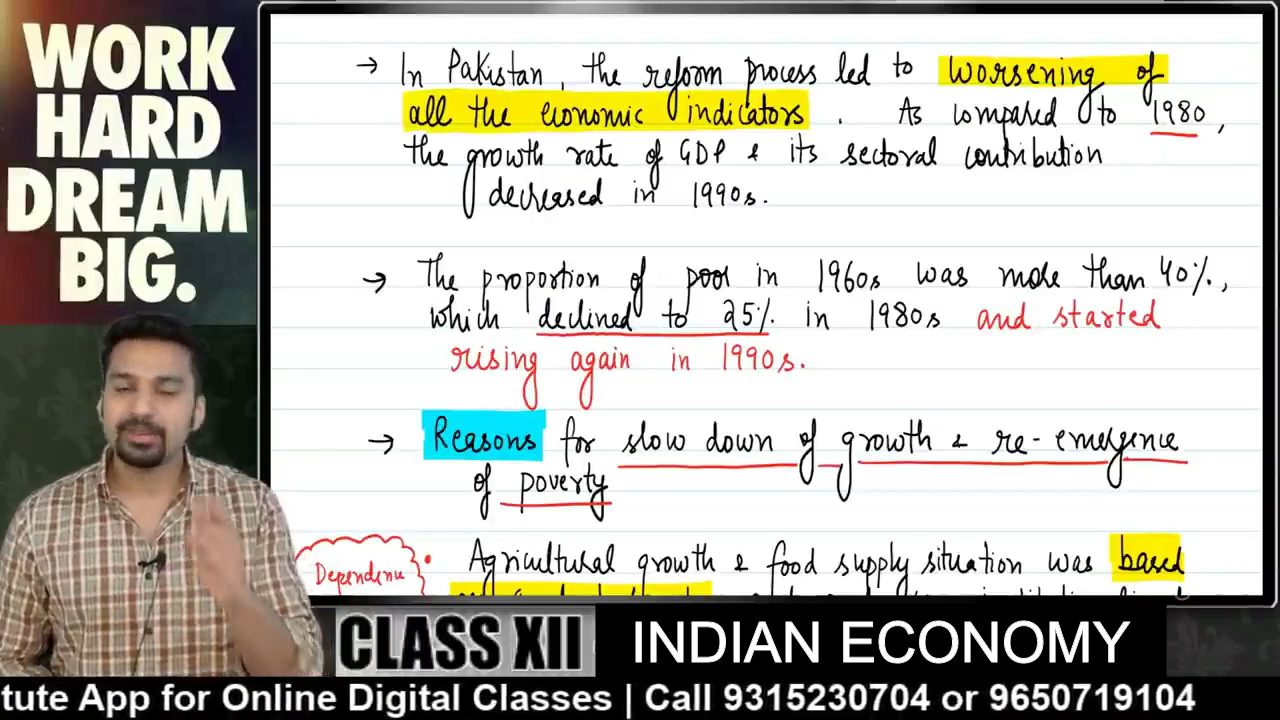 WORK
HARD
DREAM
BIG.
→ In Pakistan, the reform process led to worsening of
all the economic indicators. As compared to 1980,
the growth rate of GDP & its sectoral contribution
decreased in 1990s.
→ The proportion of poor in 1960s was more than 40%,
which declined to 25% in 1980s and started
rising again in 1990s.
→ Reasons for slow down of growth & re-emergence
of poverty
Dependence
• Agricultural growth & food supply situation was based
CLASS XII
INDIAN ECONOMY
tute App for Online Digital Classes | Call 9315230704 or 9650719104